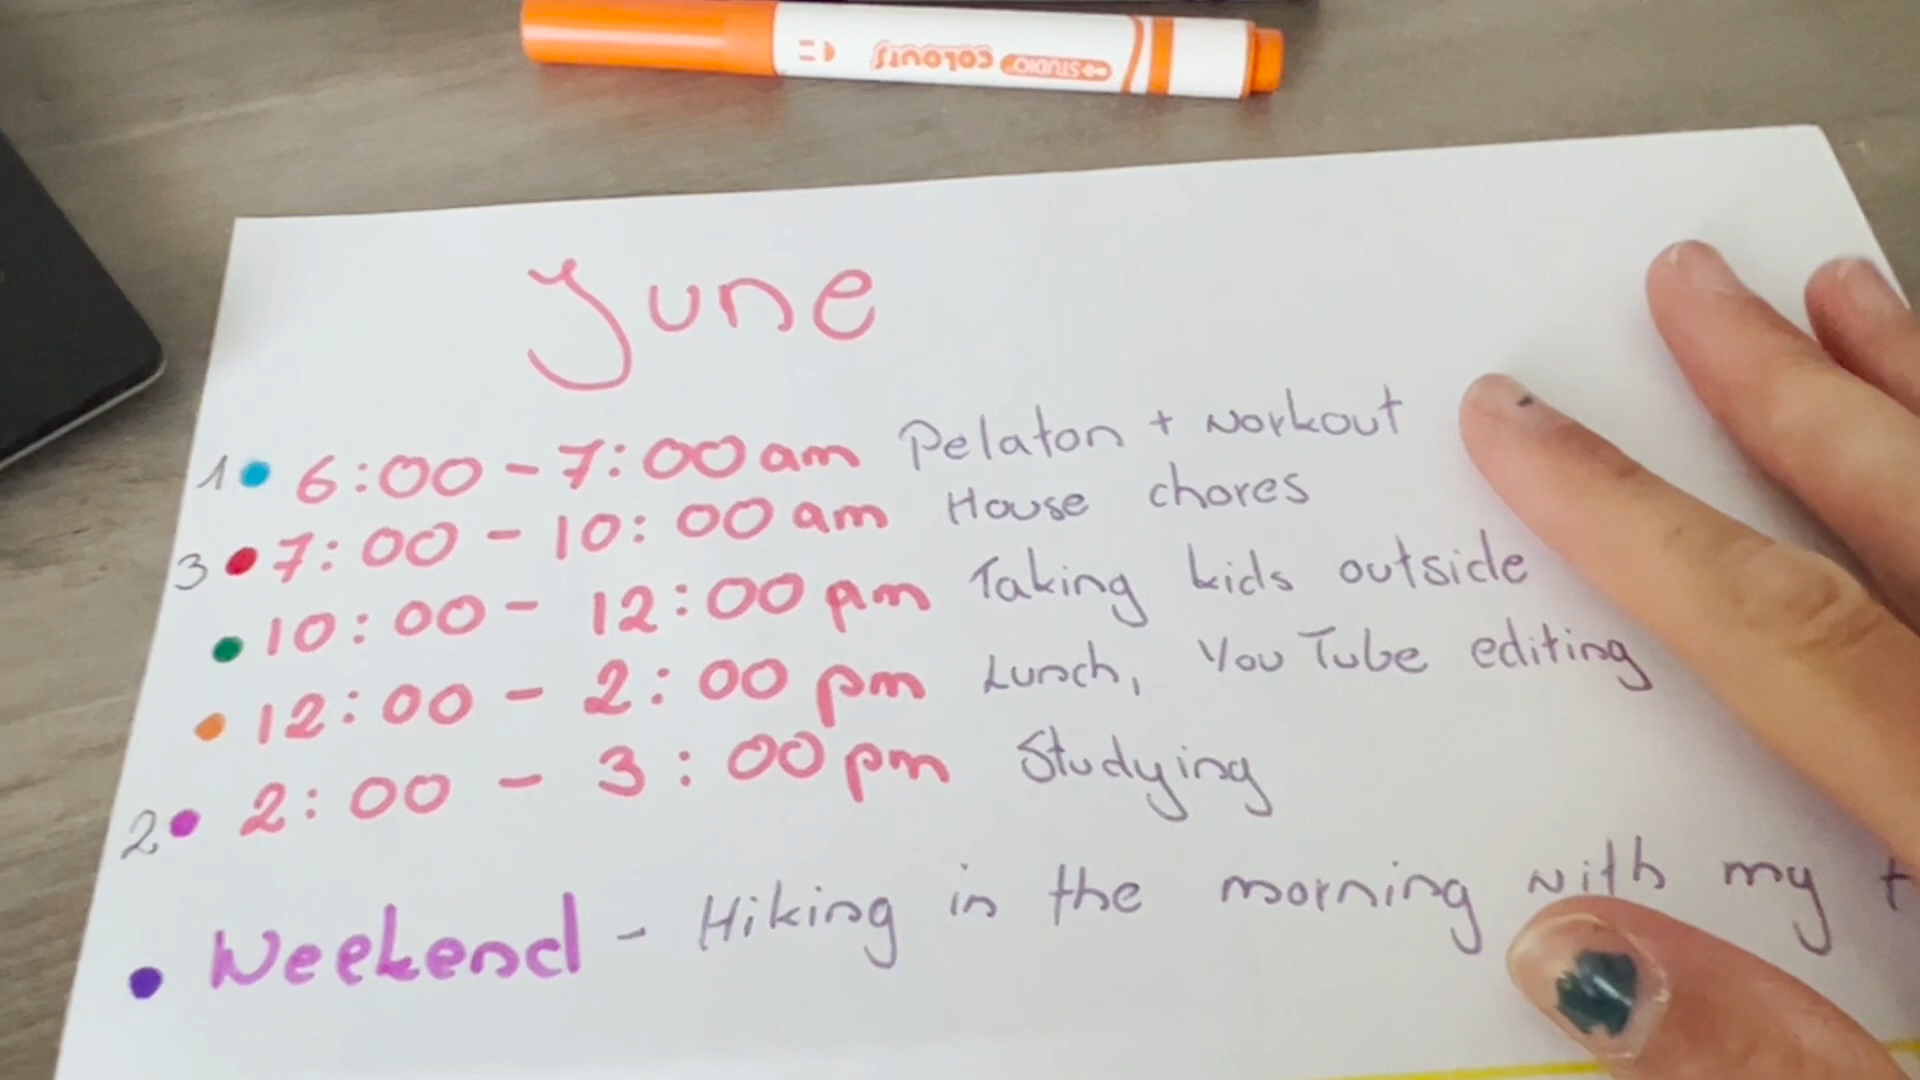 STUDIO COLOURS
June
1 • 6:00 - 7:00 am Pelaton + workout
3 • 7:00 - 10:00 am House chores
• 10:00 - 12:00 pm Taking kids outside
• 12:00 - 2:00 pm Lunch, YouTube editing
2 • 2:00 - 3:00 pm Studying
• Weekend - Hiking in the morning with my